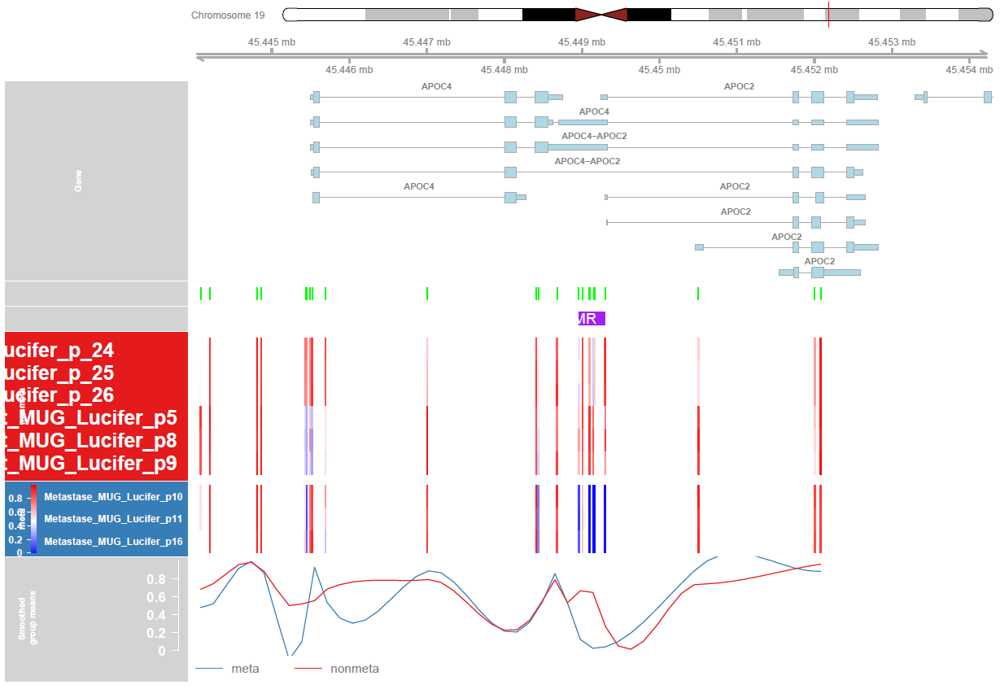 Chromosome 19
45.445 mb
45.447 mb
45.449 mb
45.451 mb
45.453 mb
45.446 mb
45.448 mb
45.45 mb
45.452 mb
45.454 mb
Gene
APOC4
APOC2
APOC4
APOC4−APOC2
APOC4−APOC2
APOC4
APOC2
APOC2
APOC2
APOC2
MR
ucifer_p_24
ucifer_p_25
ucifer_p_26
t_MUG_Lucifer_p5
t_MUG_Lucifer_p8
t_MUG_Lucifer_p9
0.8
0.6
0.4
0.2
0
Metastase_MUG_Lucifer_p10
Metastase_MUG_Lucifer_p11
Metastase_MUG_Lucifer_p16
Smoothed
group means
0.8
0.6
0.4
0.2
0
meta
nonmeta